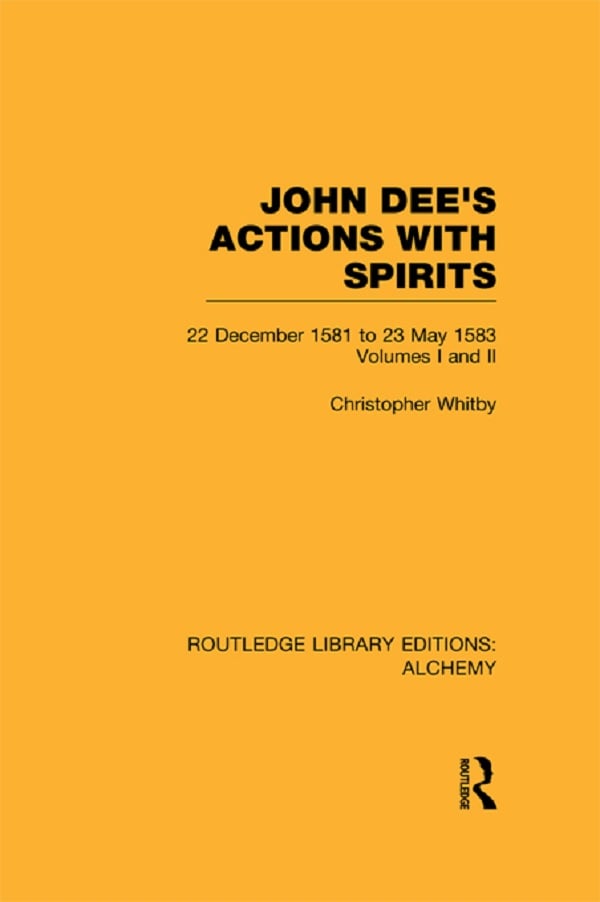 JOHN DEE'S
ACTIONS WITH
SPIRITS
22 December 1581 to 23 May 1583
Volumes I and II
Christopher Whitby
ROUTLEDGE LIBRARY EDITIONS:
ALCHEMY
ROUTLEDGE